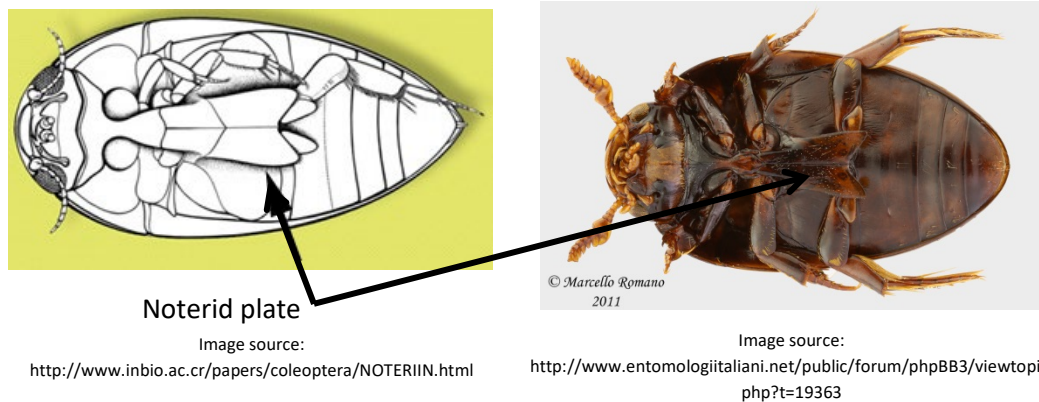 © Marcello Romano
2011
Noterid plate
Image source:
http://www.inbio.ac.cr/papers/coleoptera/NOTERIIN.html
Image source:
http://www.entomologiitaliani.net/public/forum/phpBB3/viewtopi
php?t=19363